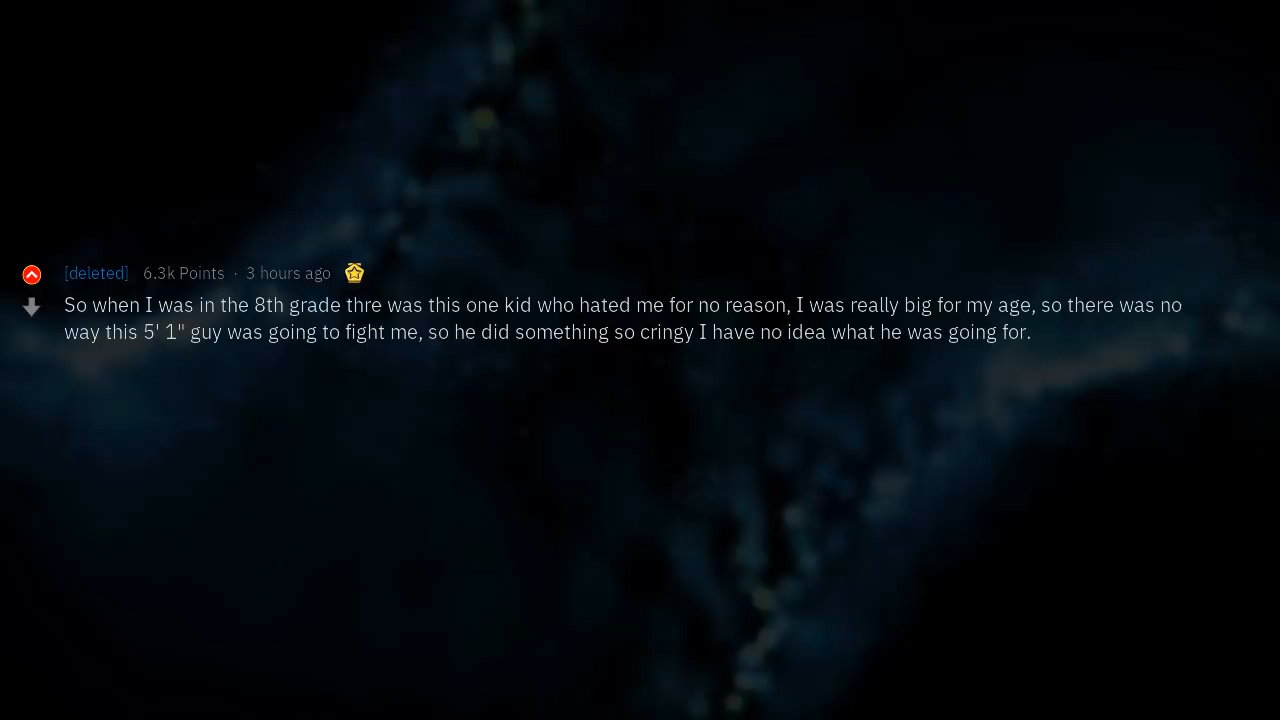 [deleted] 6.3k Points · 3 hours ago
So when I was in the 8th grade thre was this one kid who hated me for no reason, I was really big for my age, so there was no
way this 5' 1" guy was going to fight me, so he did something so cringy I have no idea what he was going for.